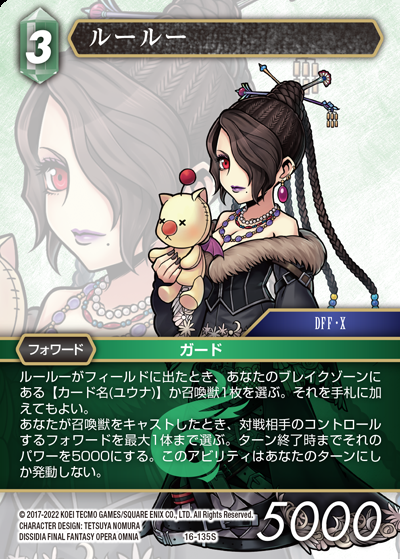 3
ルールー
DFF・X
フォワード
ガード
ルールーがフィールドに出たとき、あなたのブレイクゾーンに
ある【カード名(ユウナ)】か召喚獣1枚を選ぶ。それを手札に加
えてもよい。
あなたが召喚獣をキャストしたとき、対戦相手のコントロール
するフォワードを最大1体まで選ぶ。ターン終了時までそれの
パワーを5000にする。このアビリティはあなたのターンにし
か発動しない。
© 2017-2022 KOEI TECMO GAMES/SQUARE ENIX CO., LTD. All Rights Reserved.
CHARACTER DESIGN: TETSUYA NOMURA
DISSIDIA FINAL FANTASY OPERA OMNIA
16-135S
5000